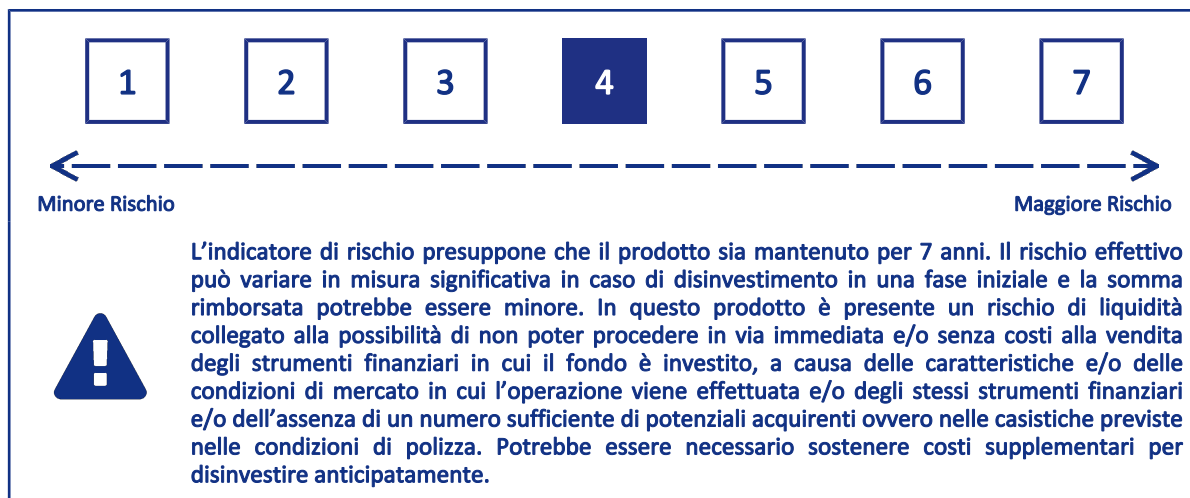 1 2 3 4 5 6 7
Minore Rischio Maggiore Rischio
L'indicatore di rischio presuppone che il prodotto sia mantenuto per 7 anni. Il rischio effettivo
può variare in misura significativa in caso di disinvestimento in una fase iniziale e la somma
rimborsata potrebbe essere minore. In questo prodotto è presente un rischio di liquidità
collegato alla possibilità di non poter procedere in via immediata e/o senza costi alla vendita
degli strumenti finanziari in cui il fondo è investito, a causa delle caratteristiche e/o delle
condizioni di mercato in cui l'operazione viene effettuata e/o degli stessi strumenti finanziari
e/o dell'assenza di un numero sufficiente di potenziali acquirenti ovvero nelle casistiche previste
nelle condizioni di polizza. Potrebbe essere necessario sostenere costi supplementari per
disinvestire anticipatamente.